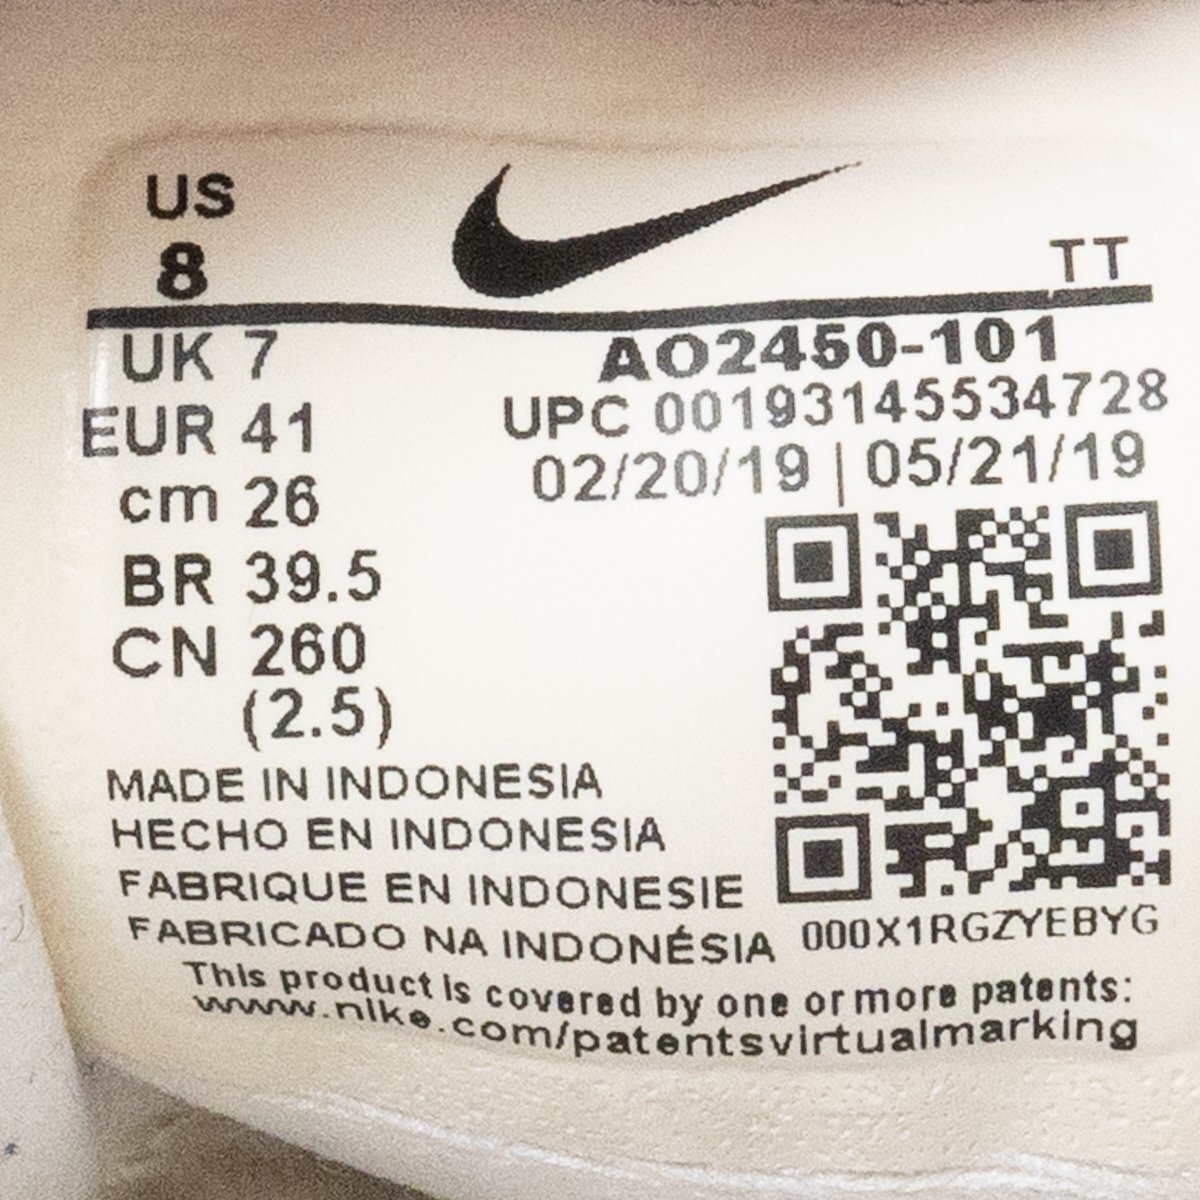 US
8
TT
UK 7
EUR 41
cm 26
BR 39.5
CN 260
(2.5)
AO2450-101
UPC 00193145534728
02/20/19 | 05/21/19
MADE IN INDONESIA
HECHO EN INDONESIA
FABRIQUE EN INDONESIE
FABRICADO NA INDONÉSIA
000X1RGZYEBYG
This product is covered by one or more patents:
www.nike.com/patentsvirtualmarking